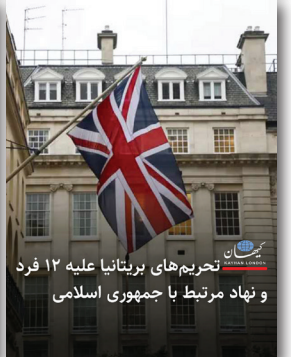 کیهان
KAYHAN LONDON
تحریم‌های بریتانیا علیه ۱۲ فرد
و نهاد مرتبط با جمهوری اسلامی